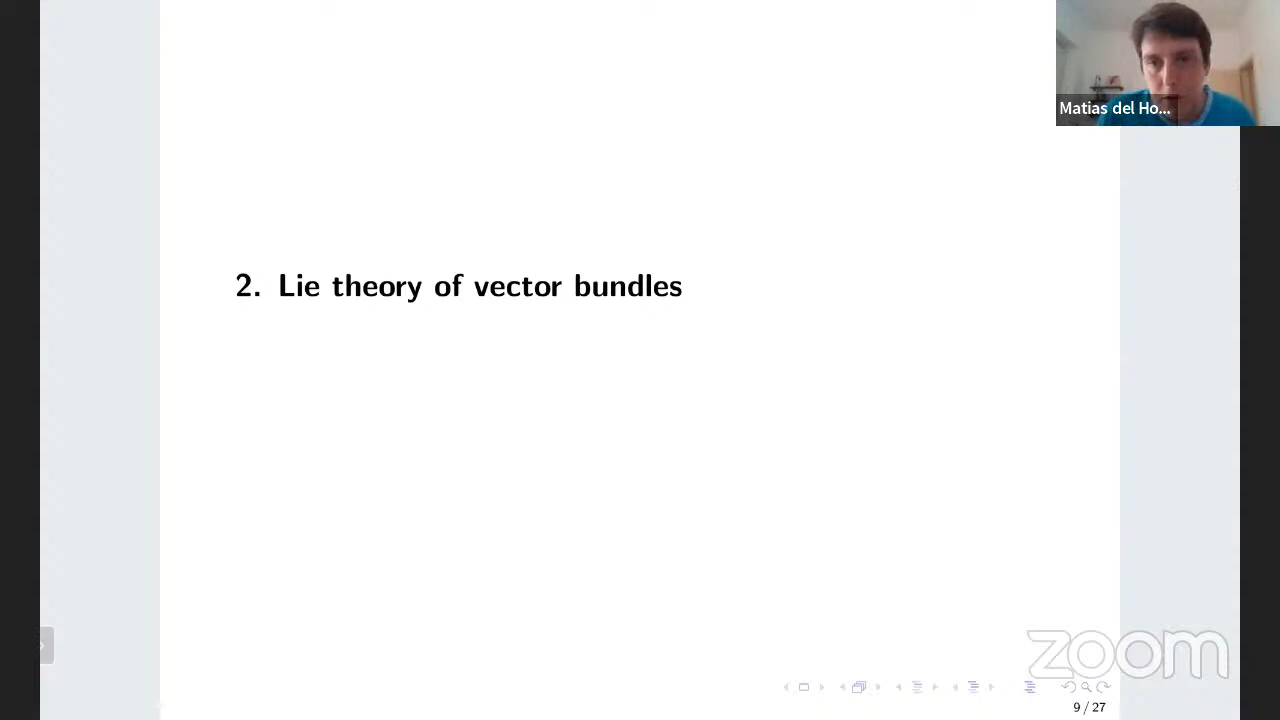 Matias del Ho...
2. Lie theory of vector bundles
zoom
9 / 27